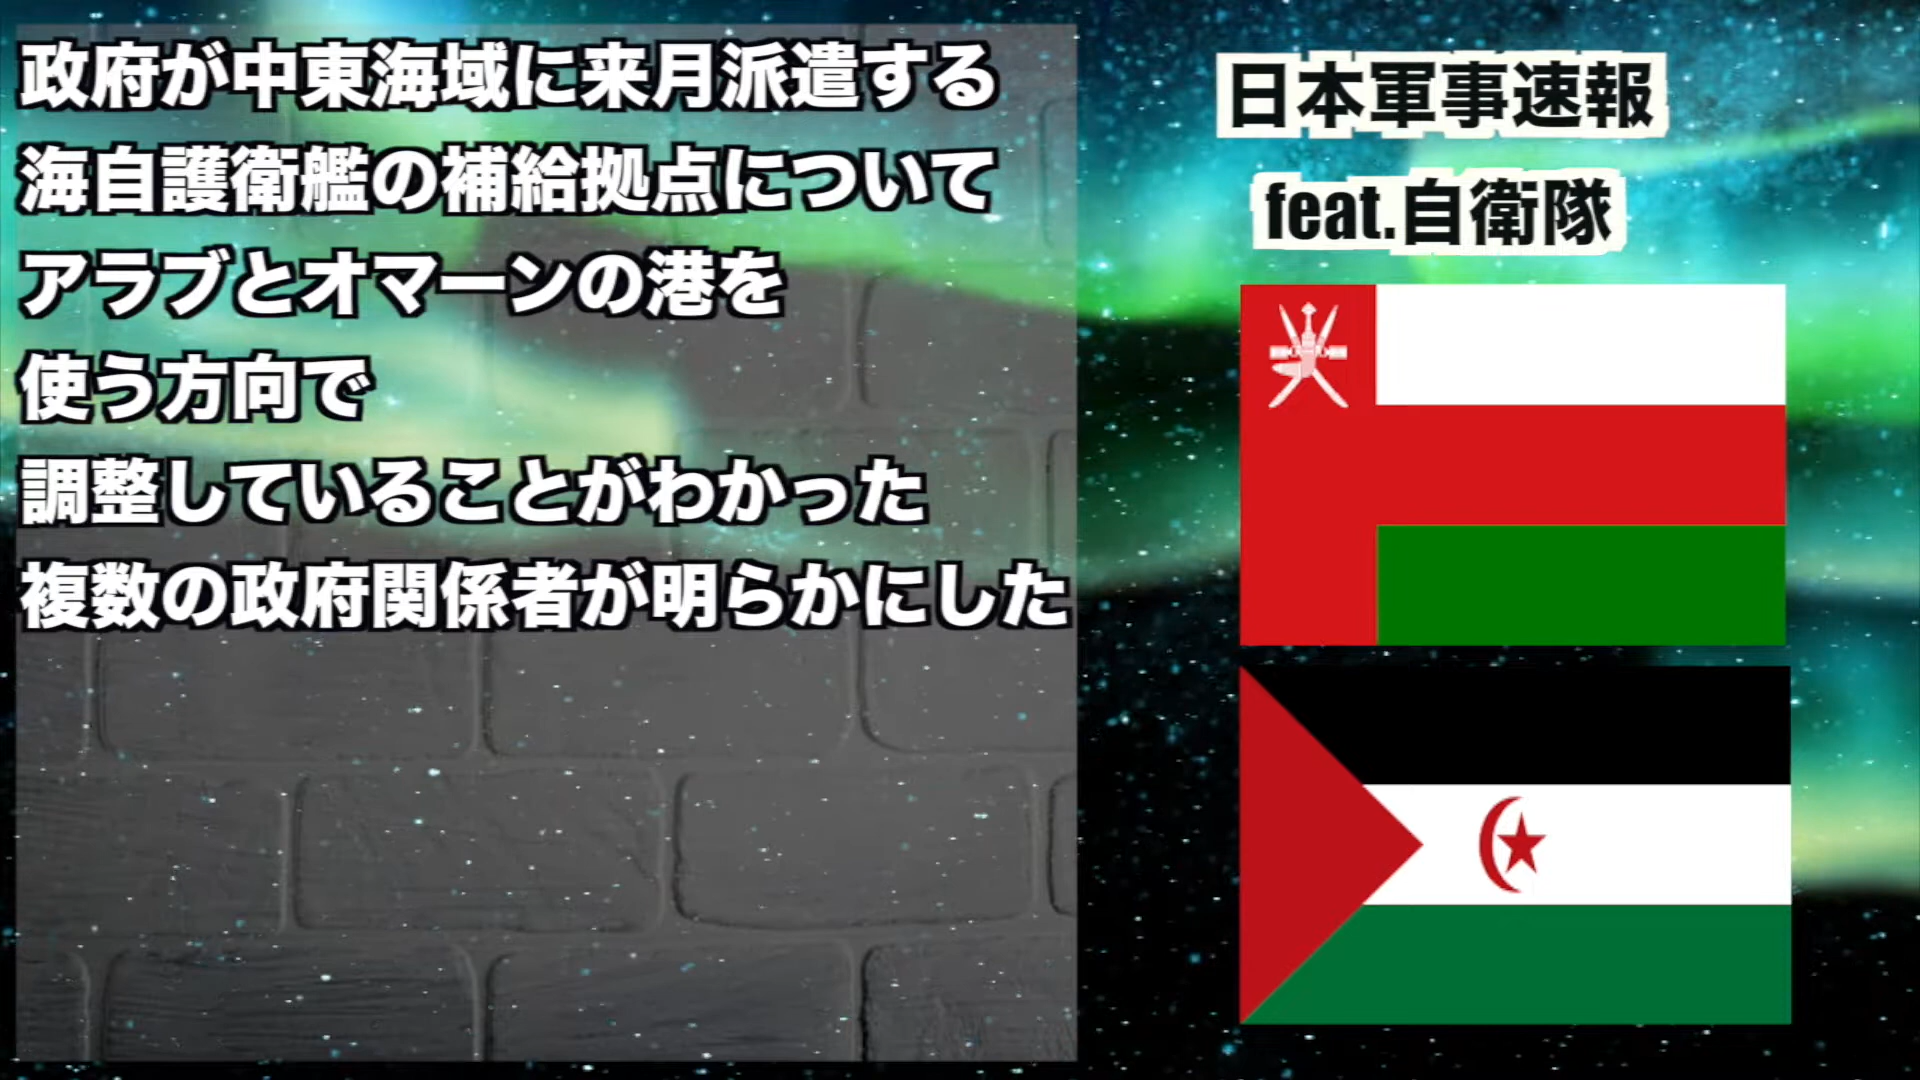 政府が中東海域に来月派遣する
海自護衛艦の補給拠点について
アラブとオマーンの港を
使う方向で
調整していることがわかった
複数の政府関係者が明らかにした
日本軍事速報
feat.自衛隊